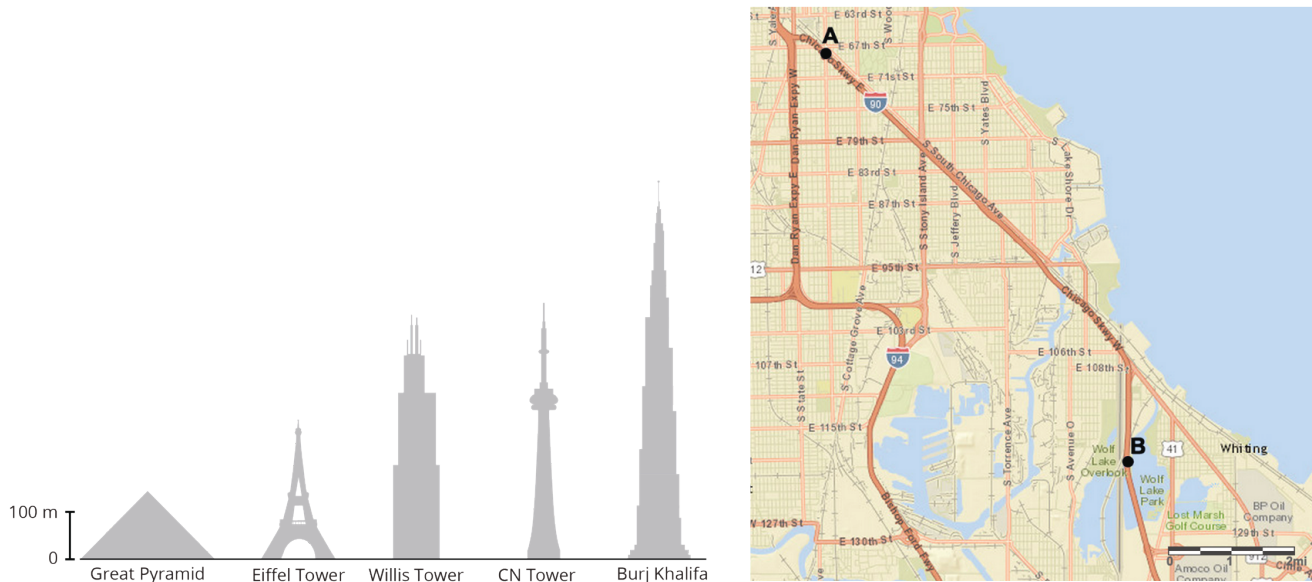 100 m
0
Great Pyramid
Eiffel Tower
Willis Tower
CN Tower
Burj Khalifa
E 63rd St
A
E 67th St
E 71st St
90
E 75th St
S Yates Blvd
Dan Ryan Expy E
Dan Ryan Expy W
E 79th St
S South Chicago Ave
S Lake Shore Dr
E 83rd St
S Stony Island Ave
S Jeffery Blvd
E 87th St
12
E 95th St
S Cottage Grove Ave
Chicago Skwy W
E 103rd St
94
E 106th St
107th St
E 108th St
S State St
E 115th St
S Torrence Ave
S Avenue O
Wolf
Lake
Overlook
B
41
Whiting
Wolf
Lake
Park
Bishop Ford Fwy
Lost Marsh
Golf Course
BP Oil
Company
W 127th St
E 130th St
129th St
0
1
2mi
912
Amoco Oil
Company